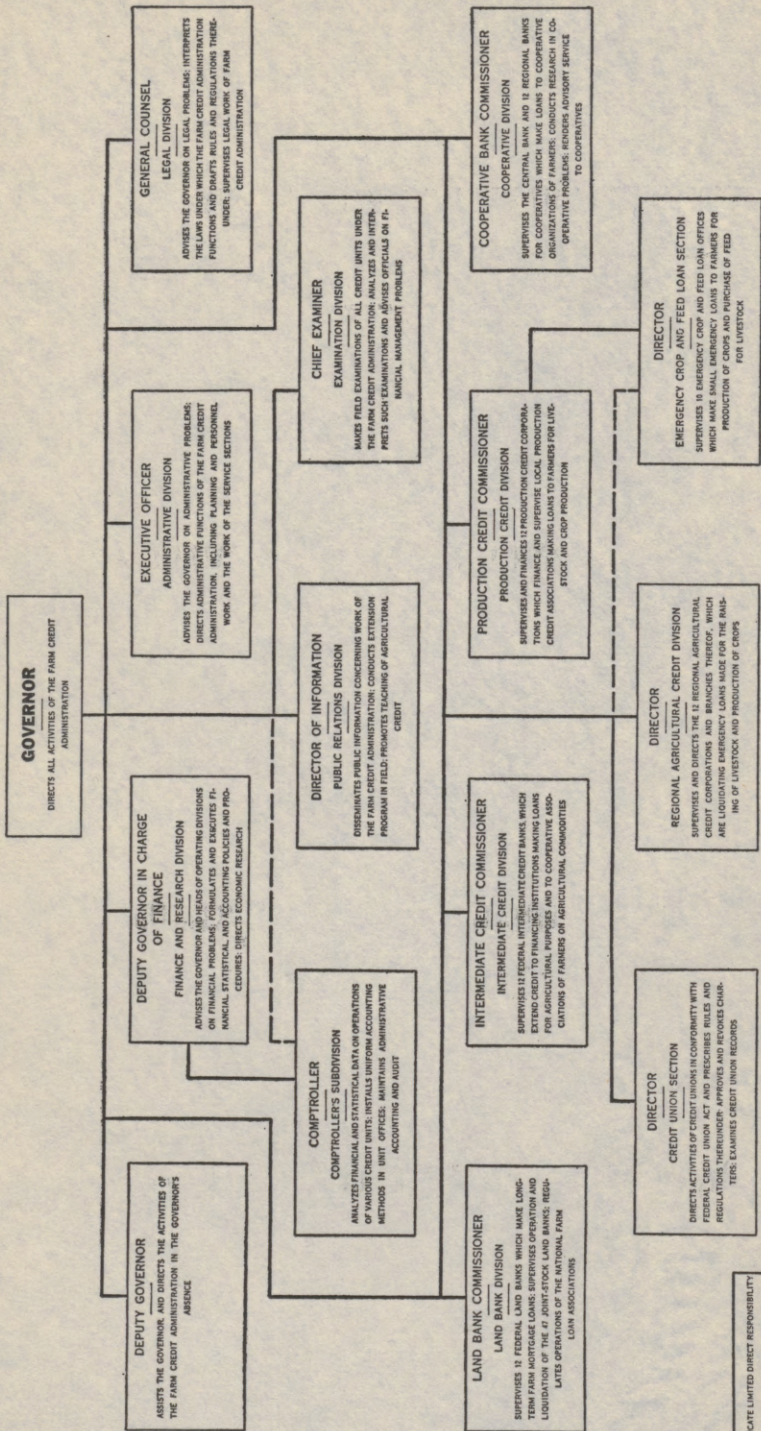 GOVERNOR
DIRECTS ALL ACTIVITIES OF THE FARM CREDIT
ADMINISTRATION
DEPUTY GOVERNOR
ASSISTS THE GOVERNOR, AND DIRECTS THE ACTIVITIES OF
THE FARM CREDIT ADMINISTRATION IN THE GOVERNOR'S
ABSENCE
DEPUTY GOVERNOR IN CHARGE
OF FINANCE
FINANCE AND RESEARCH DIVISION
ADVISES THE GOVERNOR AND HEADS OF OPERATING DIVISIONS
ON FINANCIAL PROBLEMS; FORMULATES AND EXECUTES FI-
NANCIAL, STATISTICAL, AND ACCOUNTING POLICIES AND PRO-
CEDURES; DIRECTS ECONOMIC RESEARCH
EXECUTIVE OFFICER
ADMINISTRATIVE DIVISION
ADVISES THE GOVERNOR ON ADMINISTRATIVE PROBLEMS;
DIRECTS ADMINISTRATIVE FUNCTIONS OF THE FARM CREDIT
ADMINISTRATION, INCLUDING PLANNING AND PERSONNEL
WORK AND THE WORK OF THE SERVICE SECTIONS
GENERAL COUNSEL
LEGAL DIVISION
ADVISES THE GOVERNOR ON LEGAL PROBLEMS; INTERPRETS
THE LAWS UNDER WHICH THE FARM CREDIT ADMINISTRATION
FUNCTIONS AND DRAFTS RULES AND REGULATIONS THERE-
UNDER; SUPERVISES LEGAL WORK OF FARM
CREDIT ADMINISTRATION
COMPTROLLER
COMPTROLLER'S SUBDIVISION
ANALYZES FINANCIAL AND STATISTICAL DATA ON OPERATIONS
OF VARIOUS CREDIT UNITS; INSTALLS UNIFORM ACCOUNTING
METHODS IN UNIT OFFICES; MAINTAINS ADMINISTRATIVE
ACCOUNTING AND AUDIT
DIRECTOR OF INFORMATION
PUBLIC RELATIONS DIVISION
DISSEMINATES PUBLIC INFORMATION CONCERNING WORK OF
THE FARM CREDIT ADMINISTRATION; CONDUCTS EXTENSION
PROGRAM IN FIELD; PROMOTES TEACHING OF AGRICULTURAL
CREDIT
CHIEF EXAMINER
EXAMINATION DIVISION
MAKES FIELD EXAMINATIONS OF ALL CREDIT UNITS UNDER
THE FARM CREDIT ADMINISTRATION; ANALYZES AND INTER-
PRETS SUCH EXAMINATIONS AND ADVISES OFFICIALS ON FI-
NANCIAL MANAGEMENT PROBLEMS
LAND BANK COMMISSIONER
LAND BANK DIVISION
SUPERVISES 12 FEDERAL LAND BANKS WHICH MAKE LONG-
TERM FARM MORTGAGE LOANS; SUPERVISES OPERATION AND
LIQUIDATION OF THE 47 JOINT-STOCK LAND BANKS; REGU-
LATES OPERATIONS OF THE NATIONAL FARM
LOAN ASSOCIATIONS
INTERMEDIATE CREDIT COMMISSIONER
INTERMEDIATE CREDIT DIVISION
SUPERVISES 12 FEDERAL INTERMEDIATE CREDIT BANKS, WHICH
EXTEND CREDIT TO FINANCING INSTITUTIONS MAKING LOANS
FOR AGRICULTURAL PURPOSES AND TO COOPERATIVE ASSO-
CIATIONS OF FARMERS ON AGRICULTURAL COMMODITIES
PRODUCTION CREDIT COMMISSIONER
PRODUCTION CREDIT DIVISION
SUPERVISES AND FINANCES 12 PRODUCTION CREDIT CORPORA-
TIONS WHICH FINANCE AND SUPERVISE LOCAL PRODUCTION
CREDIT ASSOCIATIONS MAKING LOANS TO FARMERS FOR LIVE-
STOCK AND CROP PRODUCTION
COOPERATIVE BANK COMMISSIONER
COOPERATIVE DIVISION
SUPERVISES THE CENTRAL BANK AND 12 REGIONAL BANKS
FOR COOPERATIVES WHICH MAKE LOANS TO COOPERATIVE
ORGANIZATIONS OF FARMERS; CONDUCTS RESEARCH IN CO-
OPERATIVE PROBLEMS; RENDERS ADVISORY SERVICE
TO COOPERATIVES
DIRECTOR
CREDIT UNION SECTION
DIRECTS ACTIVITIES OF CREDIT UNIONS IN CONFORMITY WITH
FEDERAL CREDIT UNION ACT AND PRESCRIBES RULES AND
REGULATIONS THEREUNDER; APPROVES AND REVOKES CHAR-
TERS; EXAMINES CREDIT UNION RECORDS
DIRECTOR
REGIONAL AGRICULTURAL CREDIT DIVISION
SUPERVISES AND DIRECTS THE 12 REGIONAL AGRICULTURAL
CREDIT CORPORATIONS AND BRANCHES THEREOF, WHICH
ARE LIQUIDATING EMERGENCY LOANS MADE FOR THE RAIS-
ING OF LIVESTOCK AND PRODUCTION OF CROPS
DIRECTOR
EMERGENCY CROP AND FEED LOAN SECTION
SUPERVISES 10 EMERGENCY CROP AND FEED LOAN OFFICES
WHICH MAKE SMALL EMERGENCY LOANS TO FARMERS FOR
PRODUCTION OF CROPS AND PURCHASE OF FEED
FOR LIVESTOCK
CATE LIMITED DIRECT RESPONSIBILITY